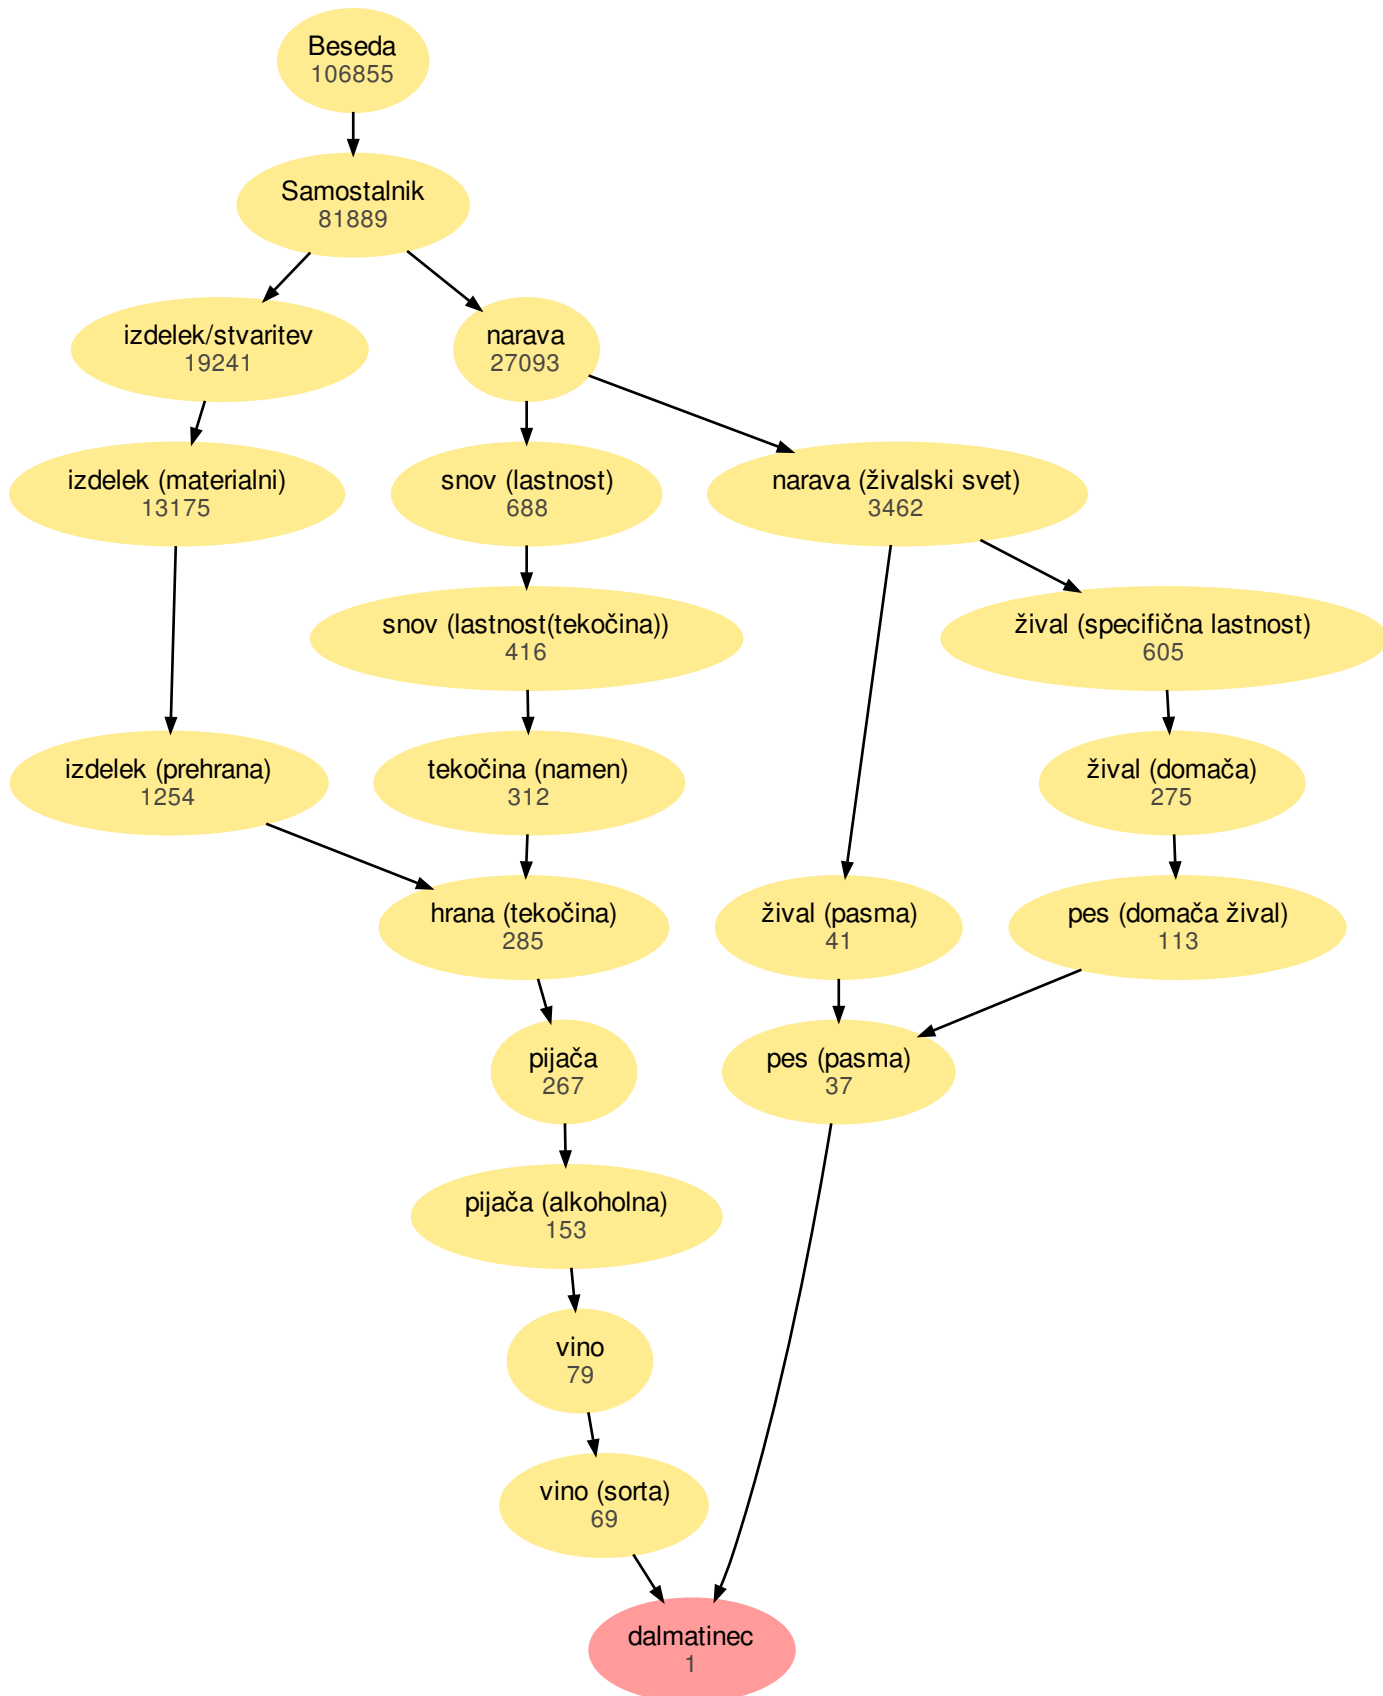 Beseda
106855
Samostalnik
81889
izdelek/stvaritev
19241
narava
27093
izdelek (materialni)
13175
snov (lastnost)
688
narava (živalski svet)
3462
snov (lastnost(tekočina))
416
žival (specifična lastnost)
605
izdelek (prehrana)
1254
tekočina (namen)
312
žival (domača)
275
hrana (tekočina)
285
žival (pasma)
41
pes (domača žival)
113
pijača
267
pes (pasma)
37
pijača (alkoholna)
153
vino
79
vino (sorta)
69
dalmatinec
1